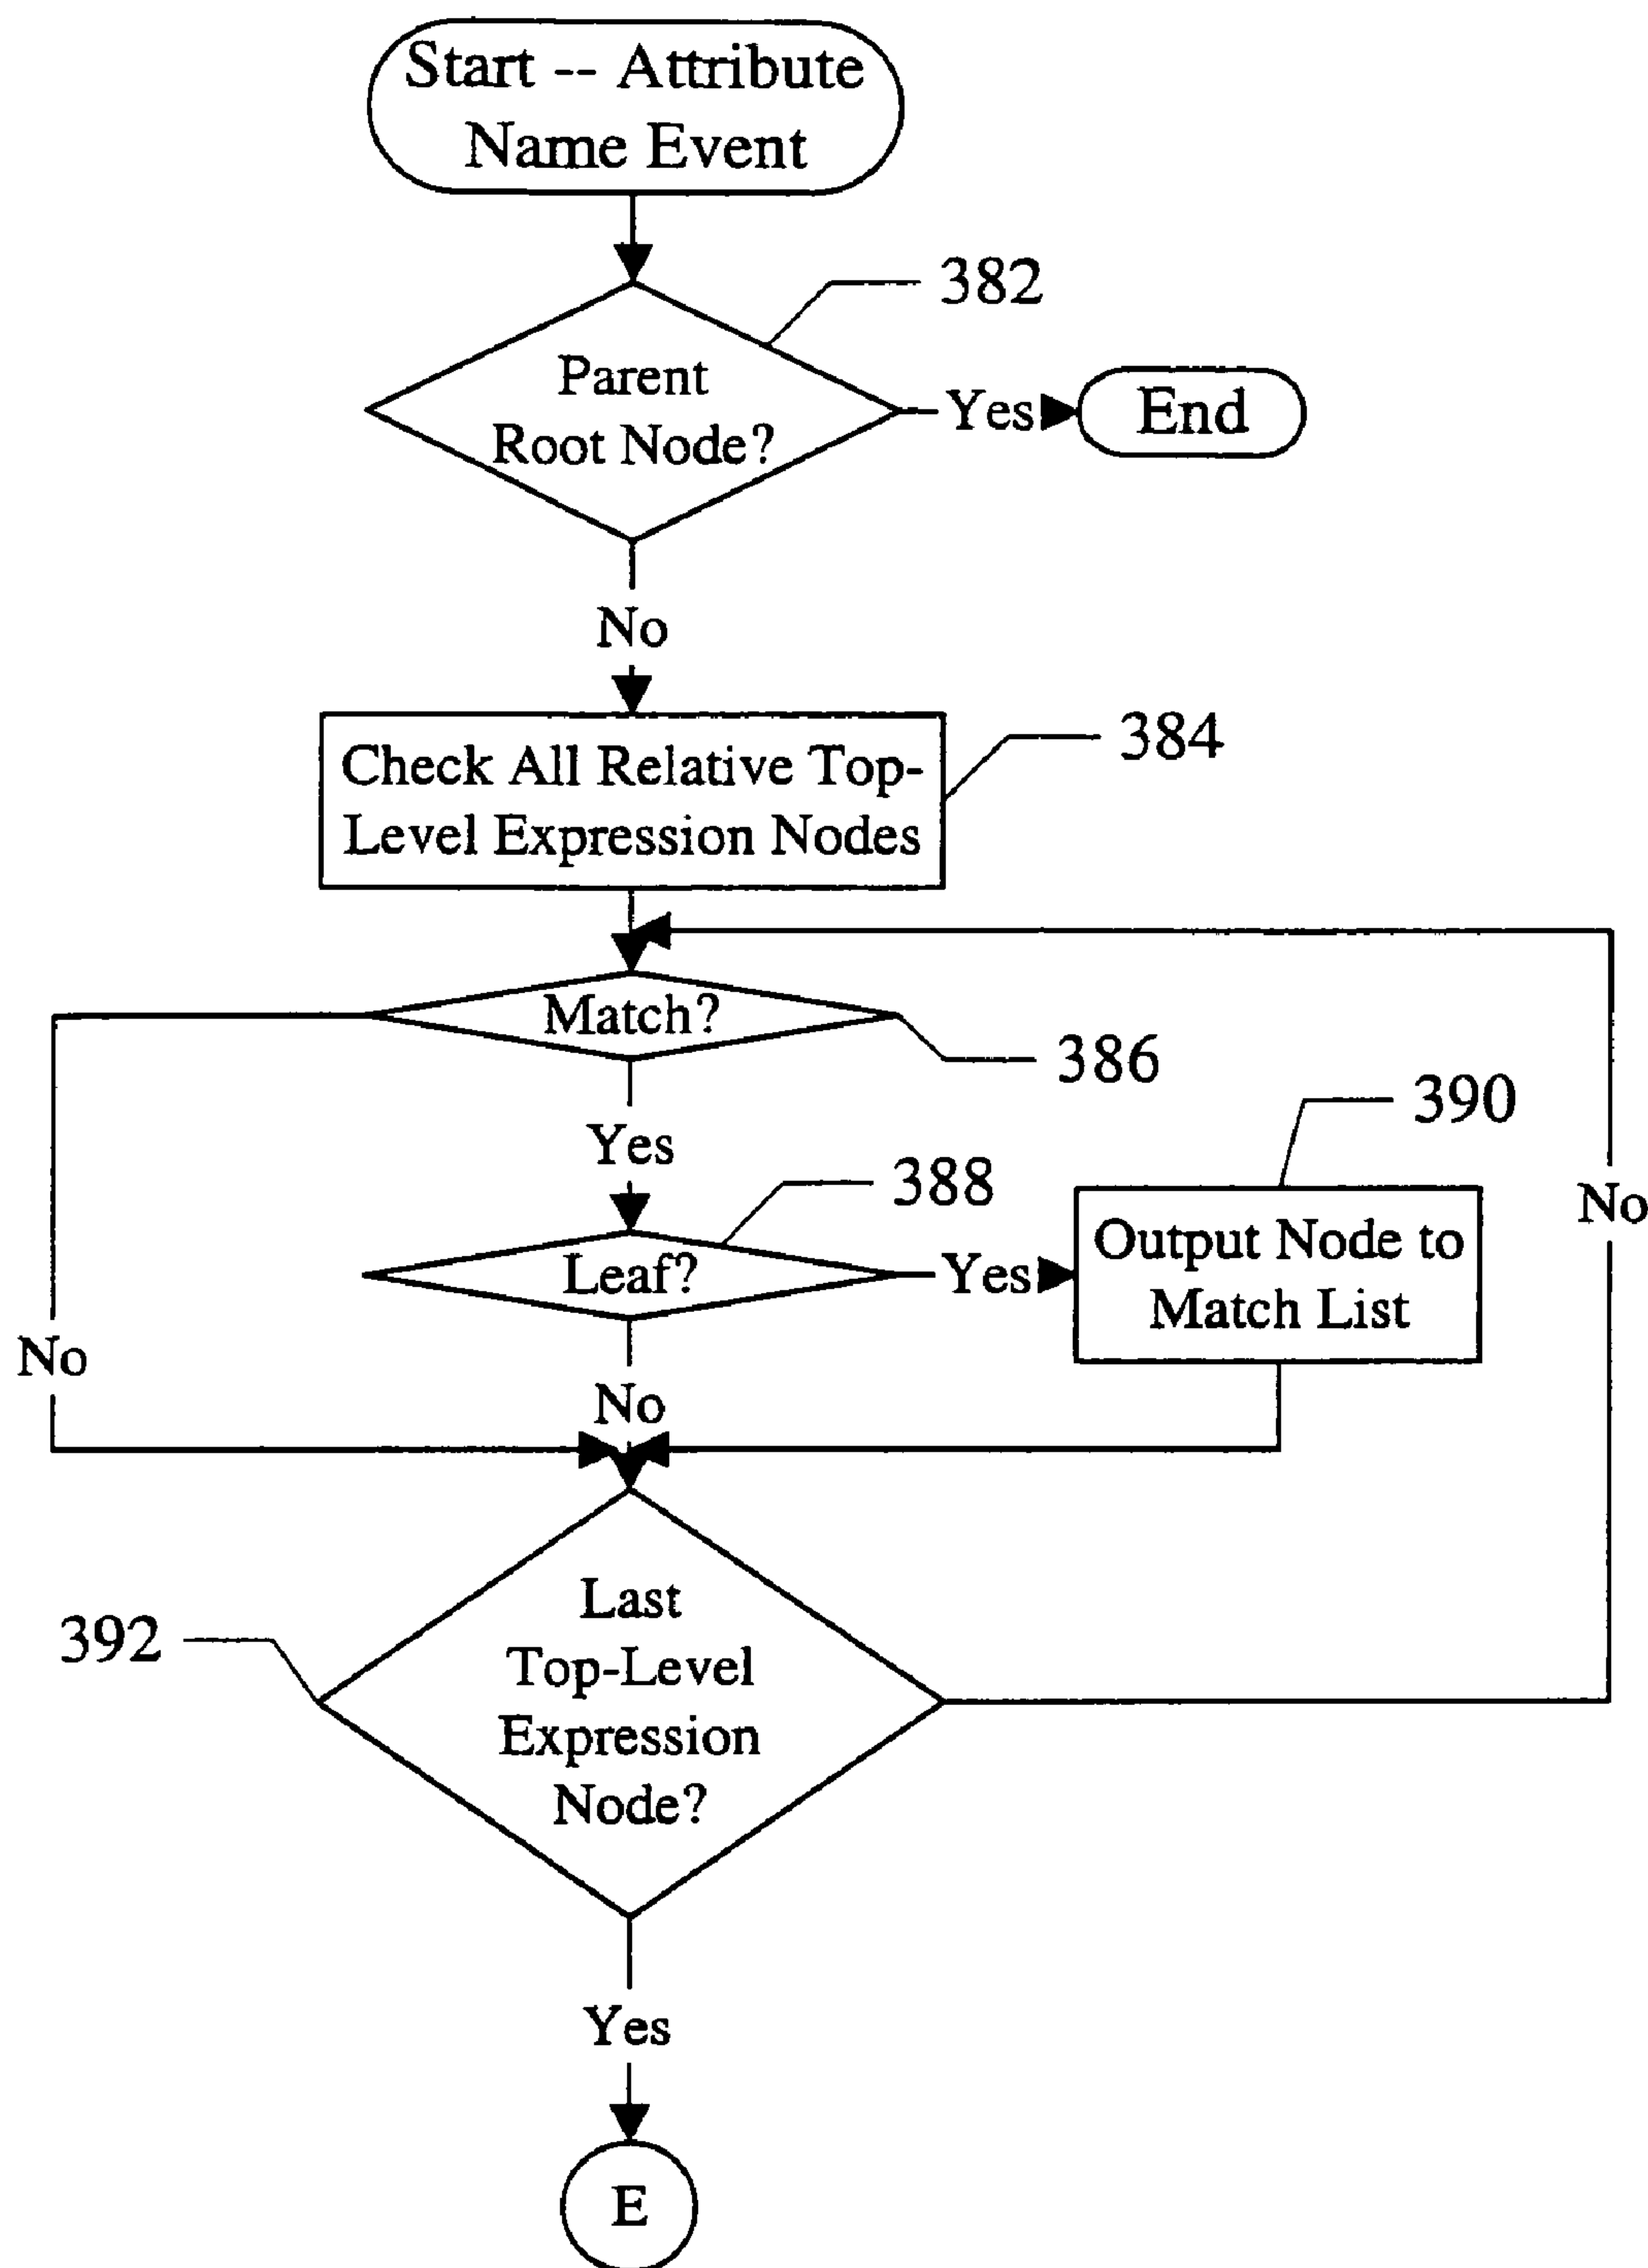 Start -- Attribute
Name Event
382
Parent
Root Node?
Yes
End
No
384
Check All Relative Top-
Level Expression Nodes
Match?
386
390
Yes
388
No
Output Node to
Match List
Leaf?
Yes
No
No
392
Last
Top-Level
Expression
Node?
Yes
E